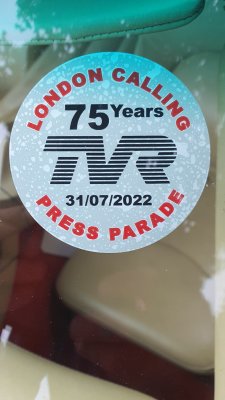 LONDON CALLING
75 Years
TVR
31/07/2022
PRESS PARADE